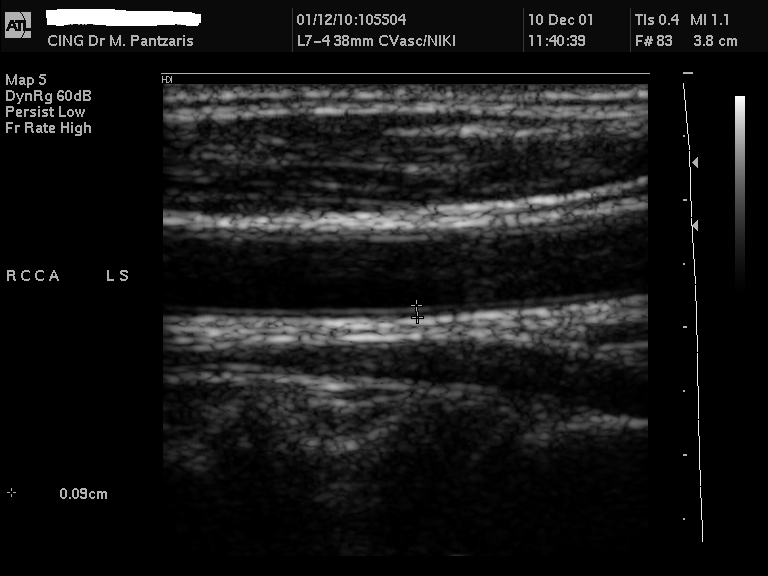 ATL
CING Dr M. Pantzaris
01/12/10:105504
L7-4 38mm CVasc/NIKI
10 Dec 01
11:40:39
TIs 0.4 MI 1.1
F# 83 3.8 cm
Map 5
DynRg 60dB
Persist Low
Fr Rate High
HDI
RCCA LS
0.09cm